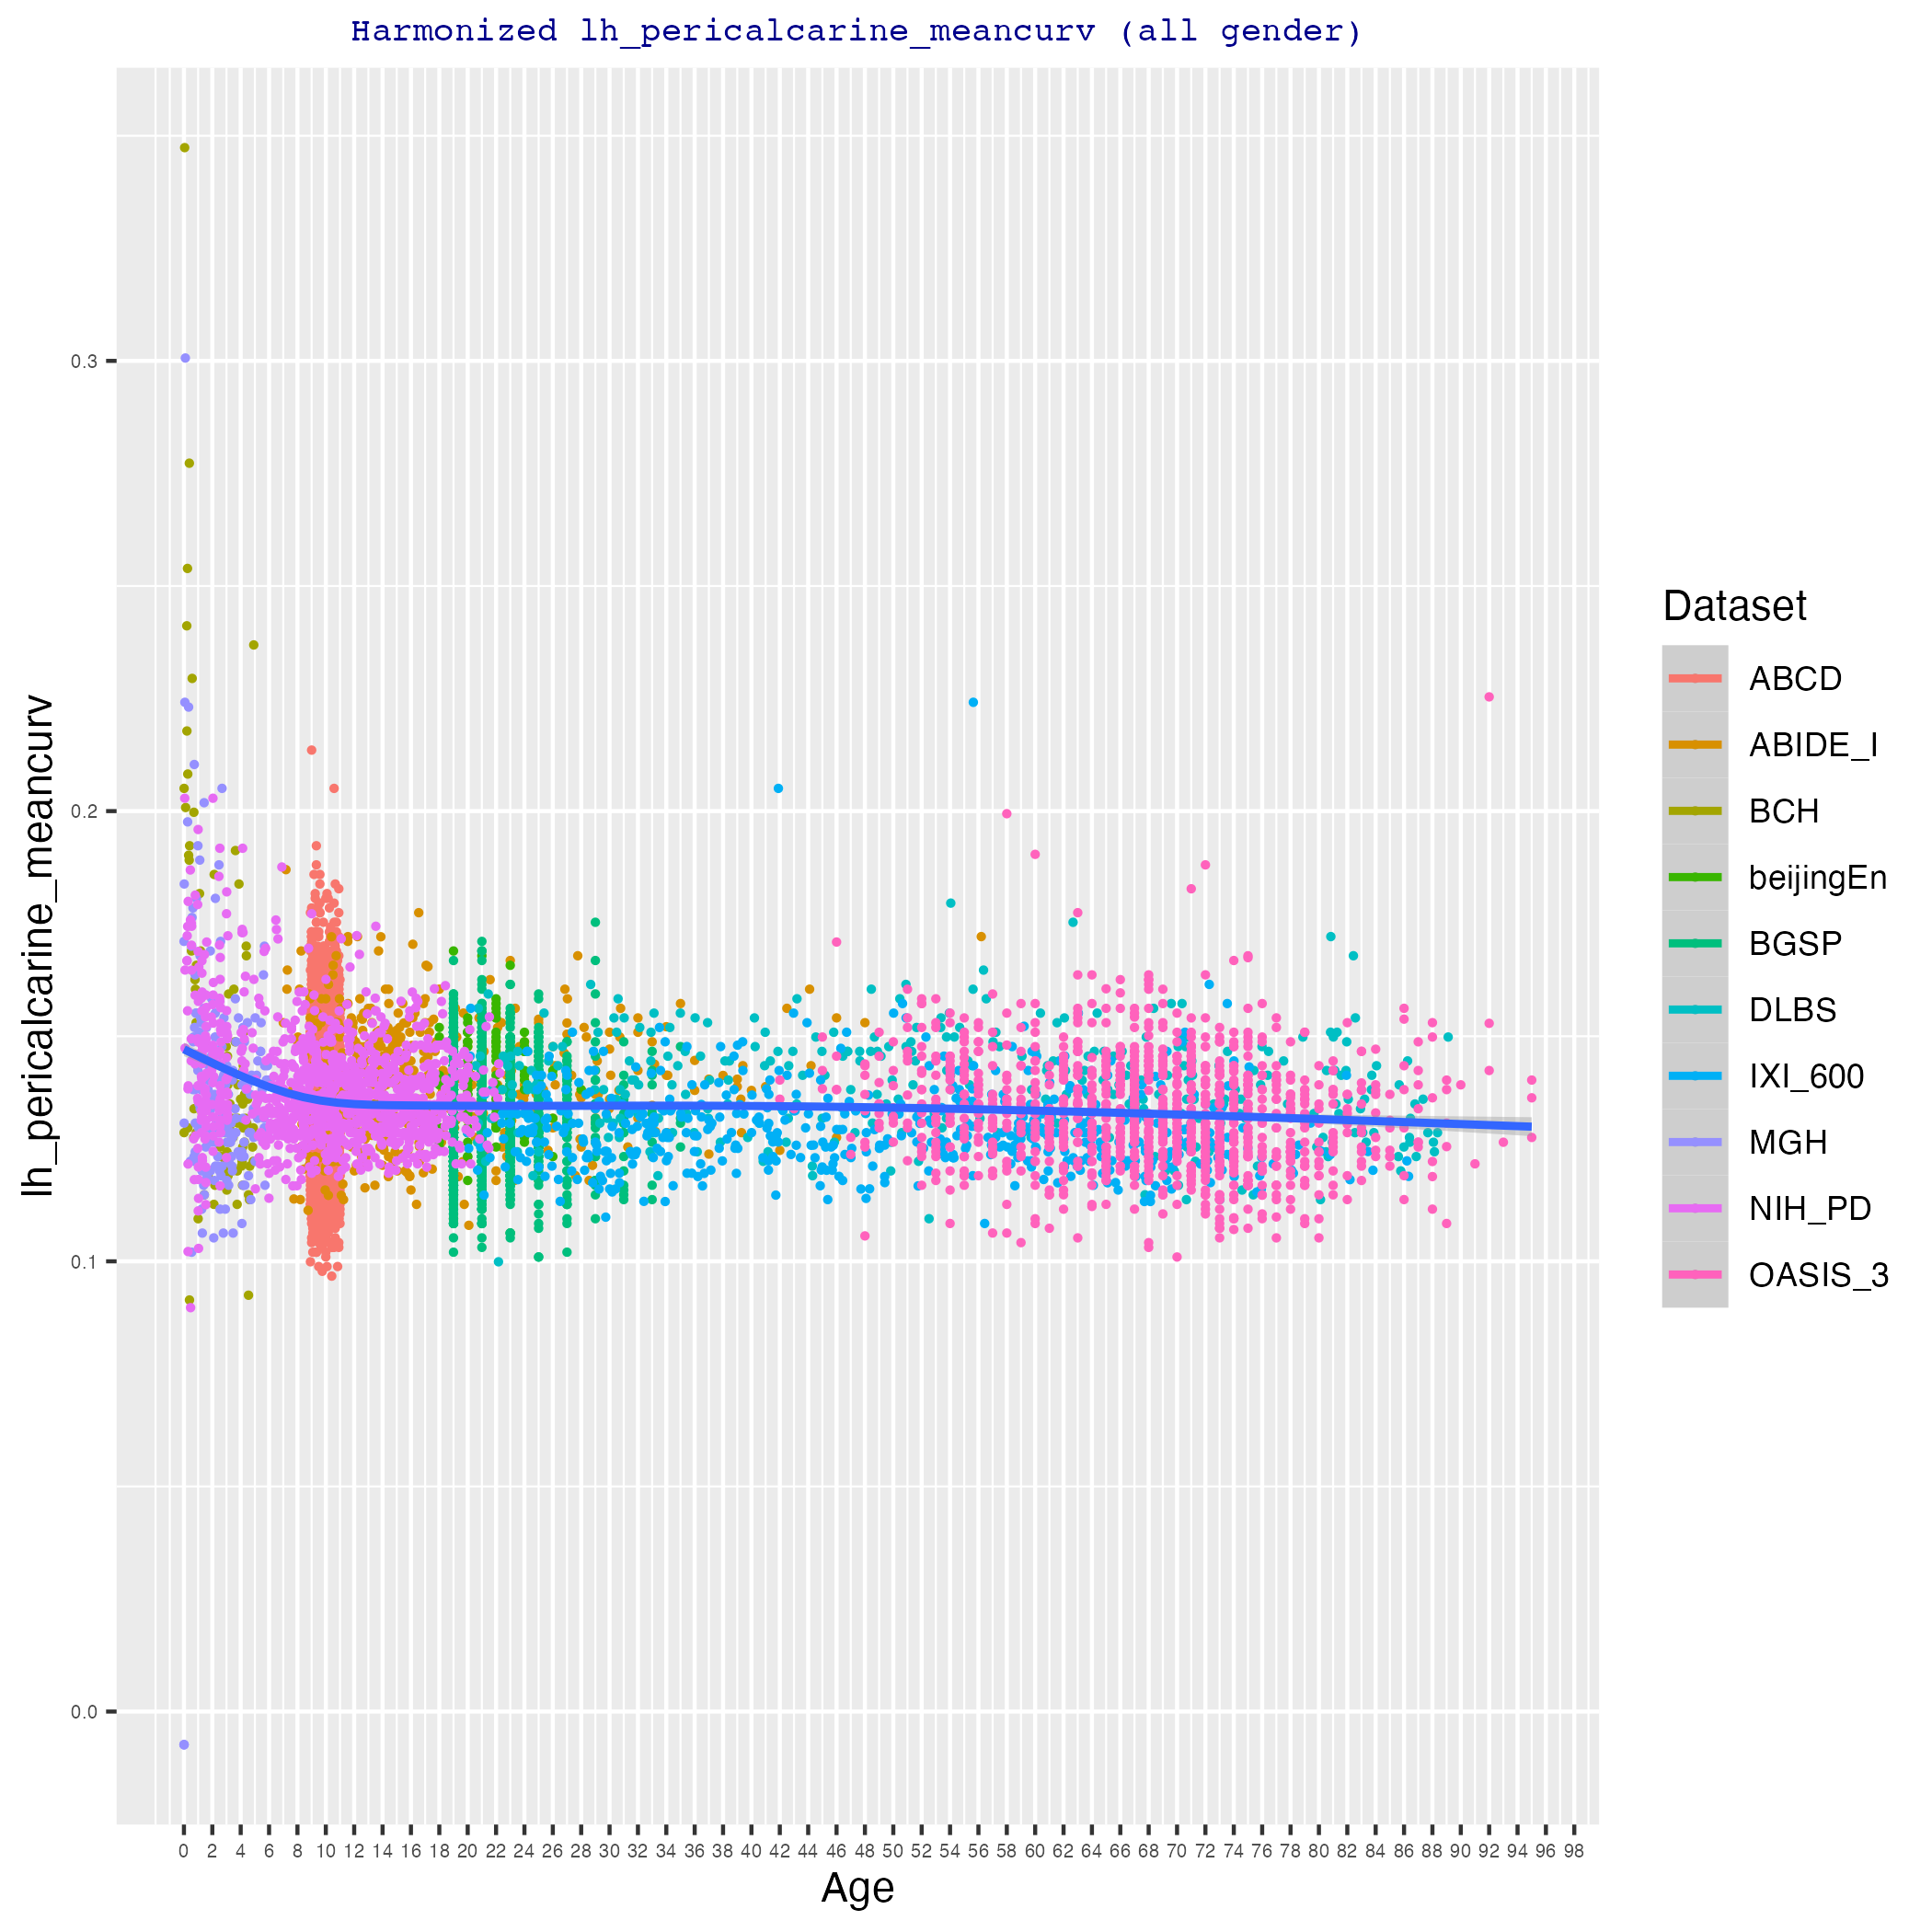 Harmonized lh_pericalcarine_meancurv (all gender)
lh_pericalcarine_meancurv
0.3
0.2
0.1
0.0
0 2 4 6 8 10 12 14 16 18 20 22 24 26 28 30 32 34 36 38 40 42 44 46 48 50 52 54 56 58 60 62 64 66 68 70 72 74 76 78 80 82 84 86 88 90 92 94 96 98
Age
Dataset
ABCD
ABIDE_I
BCH
beijingEn
BGSP
DLBS
IXI_600
MGH
NIH_PD
OASIS_3